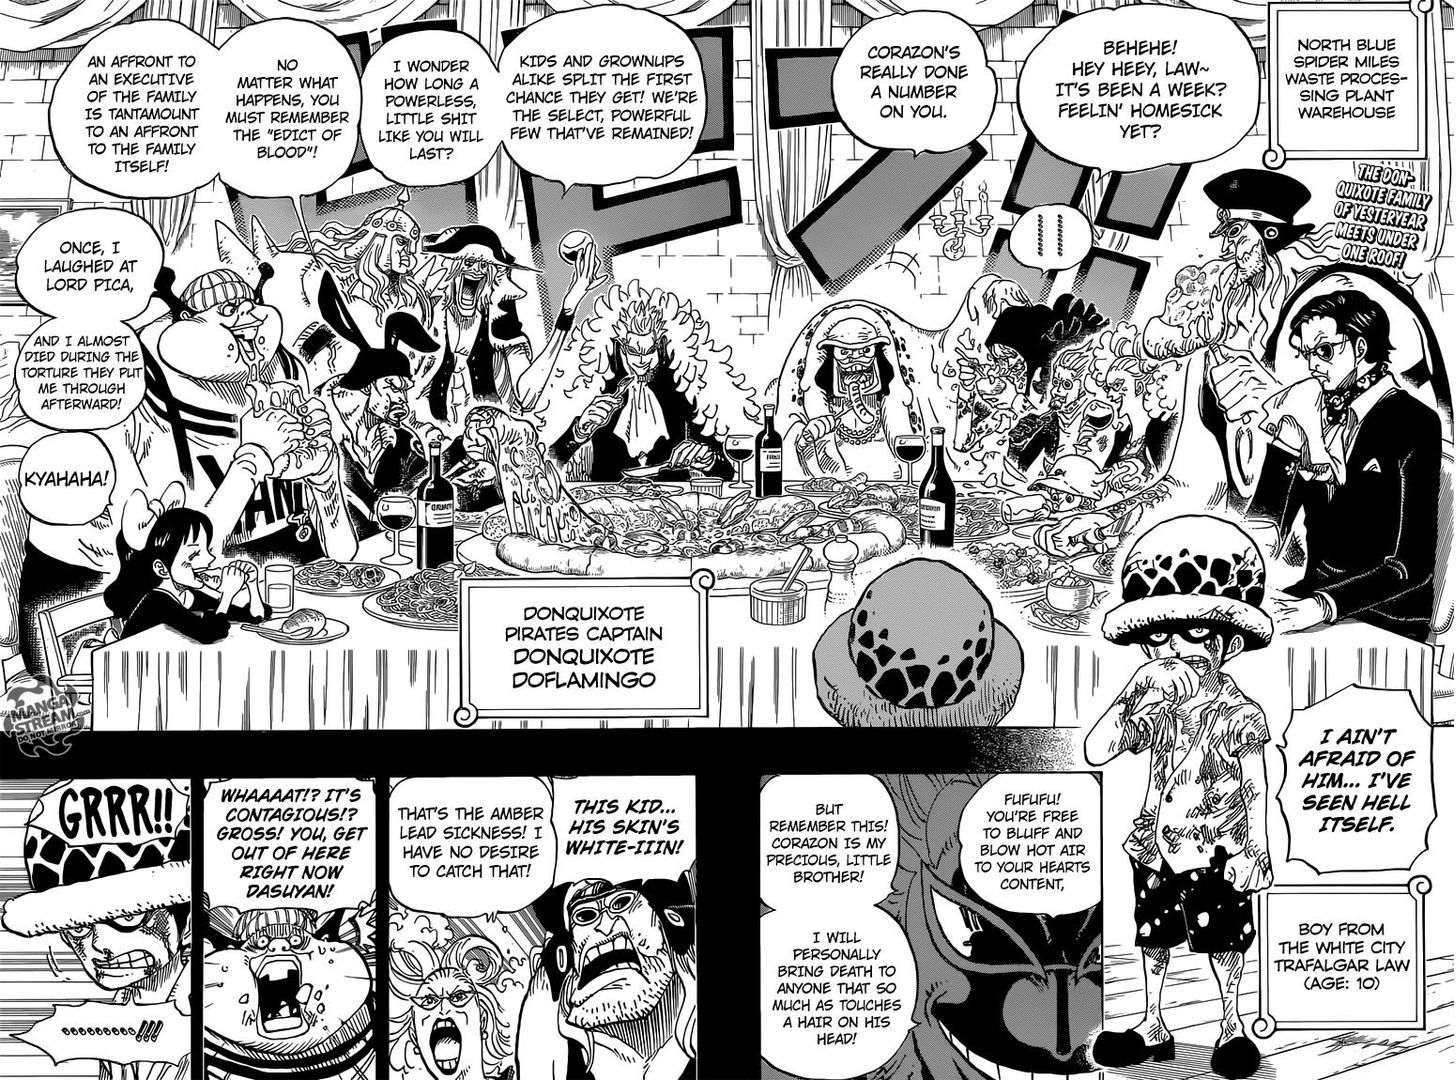 NORTH BLUE
SPIDER MILES
WASTE PROCES-
SING PLANT
WAREHOUSE
THE DON-
QUIXOTE FAMILY
OF YESTERYEAR
MEETS UNDER
ONE ROOF!
BEHEHE!
HEY HEEY, LAW~
IT'S BEEN A WEEK?
FEELIN' HOMESICK
YET?
CORAZON'S
REALLY DONE
A NUMBER
ON YOU.
!!
KIDS AND GROWNUPS
ALIKE SPLIT THE FIRST
CHANCE THEY GET! WE'RE
THE SELECT, POWERFUL
FEW THAT'VE REMAINED!
I WONDER
HOW LONG A
POWERLESS,
LITTLE SHIT
LIKE YOU WILL
LAST?
NO
MATTER WHAT
HAPPENS, YOU
MUST REMEMBER
THE "EDICT OF
BLOOD"!
AN AFFRONT TO
AN EXECUTIVE
OF THE FAMILY
IS TANTAMOUNT
TO AN AFFRONT
TO THE FAMILY
ITSELF!
ONCE, I
LAUGHED AT
LORD PICA,
AND I ALMOST
DIED DURING THE
TORTURE THEY PUT
ME THROUGH
AFTERWARD!
KYAHAHA!
DONQUIXOTE
PIRATES CAPTAIN
DONQUIXOTE
DOFLAMINGO
I AIN'T
AFRAID OF
HIM... I'VE
SEEN HELL
ITSELF.
BOY FROM
THE WHITE CITY
TRAFALGAR LAW
(AGE: 10)
FUFUFU!
YOU'RE FREE
TO BLUFF AND
BLOW HOT AIR
TO YOUR HEARTS
CONTENT,
BUT
REMEMBER THIS!
CORAZON IS MY
PRECIOUS, LITTLE
BROTHER!
I WILL
PERSONALLY
BRING DEATH TO
ANYONE THAT SO
MUCH AS TOUCHES
A HAIR ON HIS
HEAD!
THIS KID...
HIS SKIN'S
WHITE-IIIN!
THAT'S THE AMBER
LEAD SICKNESS! I
HAVE NO DESIRE
TO CATCH THAT!
WHAAAAT!? IT'S
CONTAGIOUS!?
GROSS! YOU, GET
OUT OF HERE
RIGHT NOW
DASUYAN!
GRRR!!
..........!!!
MANGA
STREAM